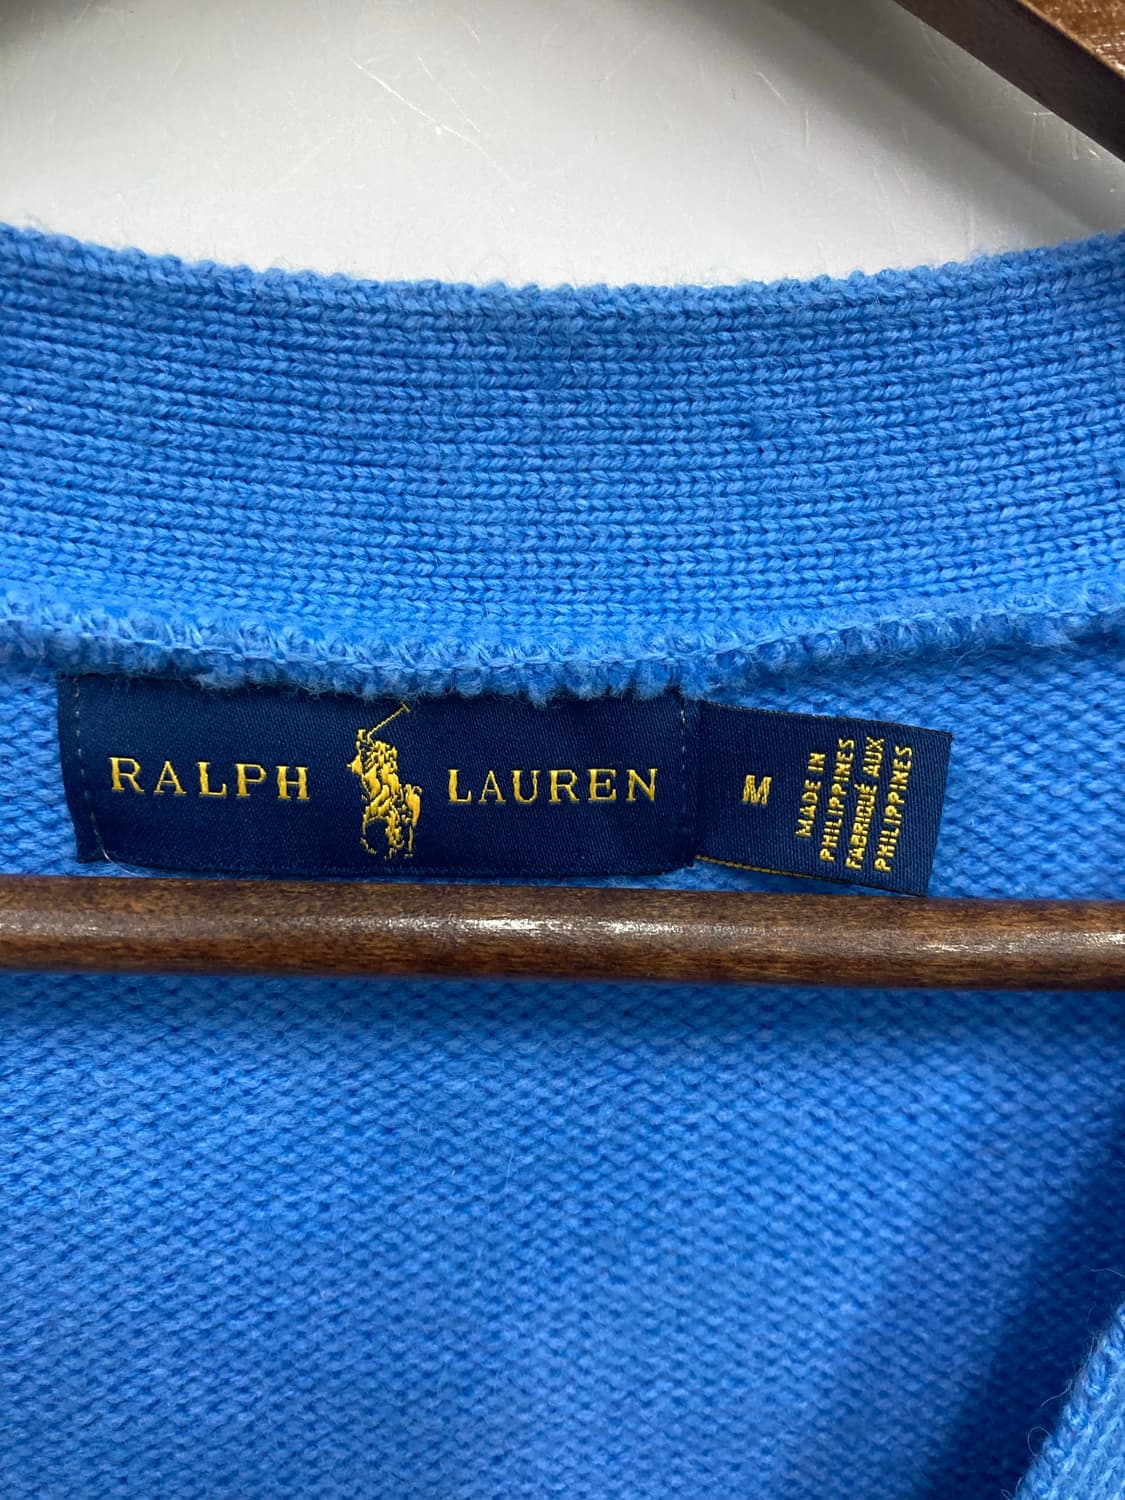 RALPH LAUREN
M
MADE IN
PHILIPPINES
FABRIQUÉ AUX
PHILIPPINES